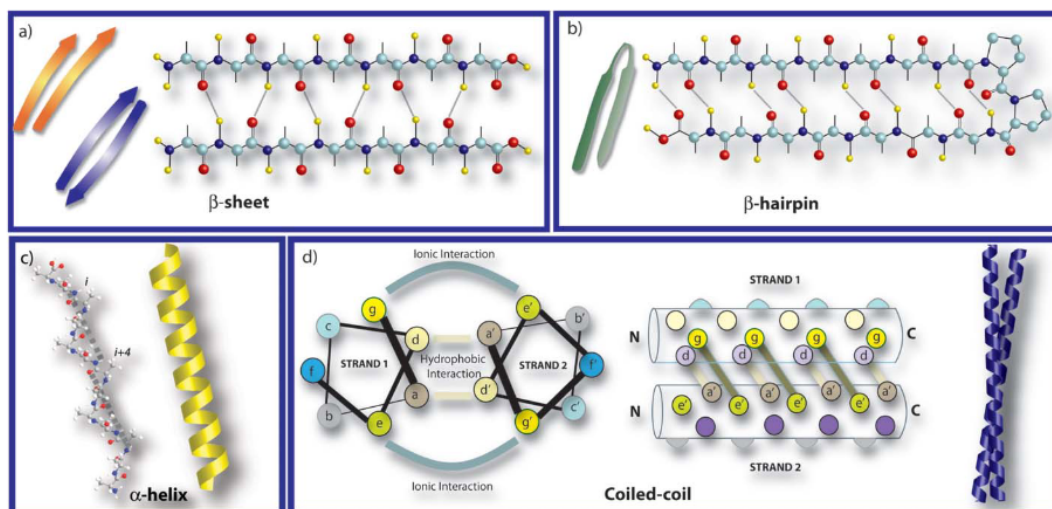 a)
β-sheet
b)
β-hairpin
c)
i
i+4
α-helix
d)
Ionic Interaction
g
e'
c
d
a'
b'
f
STRAND 1
Hydrophobic
Interaction
STRAND 2
f'
b
a
d'
c'
e
g'
Ionic Interaction
STRAND 1
N
C
g
g
g
g
d
d
d
d
N
a'
a'
a'
a'
C
e'
e'
e'
e'
STRAND 2
Coiled-coil